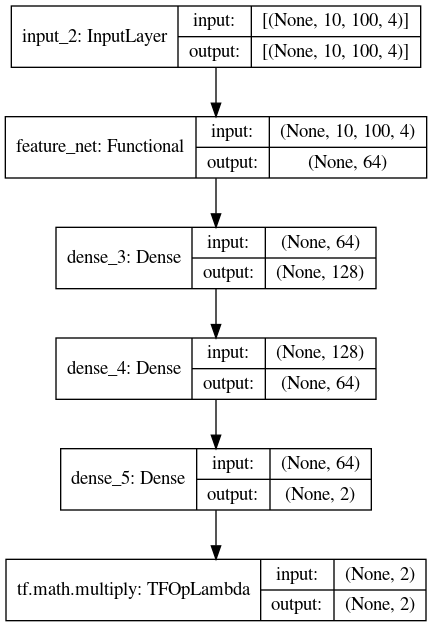 input_2: InputLayer
input:
[(None, 10, 100, 4)]
output:
[(None, 10, 100, 4)]
feature_net: Functional
input:
(None, 10, 100, 4)
output:
(None, 64)
dense_3: Dense
input:
(None, 64)
output:
(None, 128)
dense_4: Dense
input:
(None, 128)
output:
(None, 64)
dense_5: Dense
input:
(None, 64)
output:
(None, 2)
tf.math.multiply: TFOpLambda
input:
(None, 2)
output:
(None, 2)